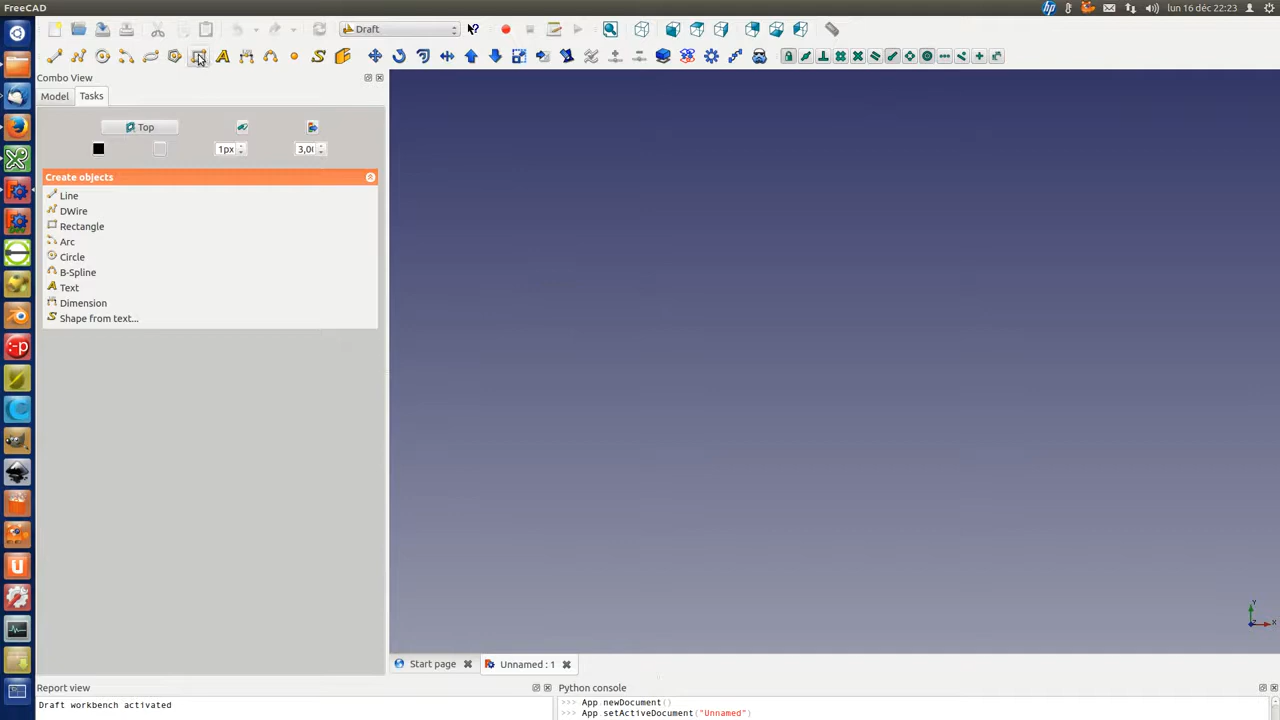 FreeCAD
lun 16 déc 22:23
Draft
Combo View
Model
Tasks
Top
1px
3,00
Create objects
Line
DWire
Rectangle
Arc
Circle
B-Spline
Text
Dimension
Shape from text...
Start page
Unnamed : 1
Report view
Python console
Draft workbench activated
>>> App.newDocument()
>>> App.setActiveDocument("Unnamed")